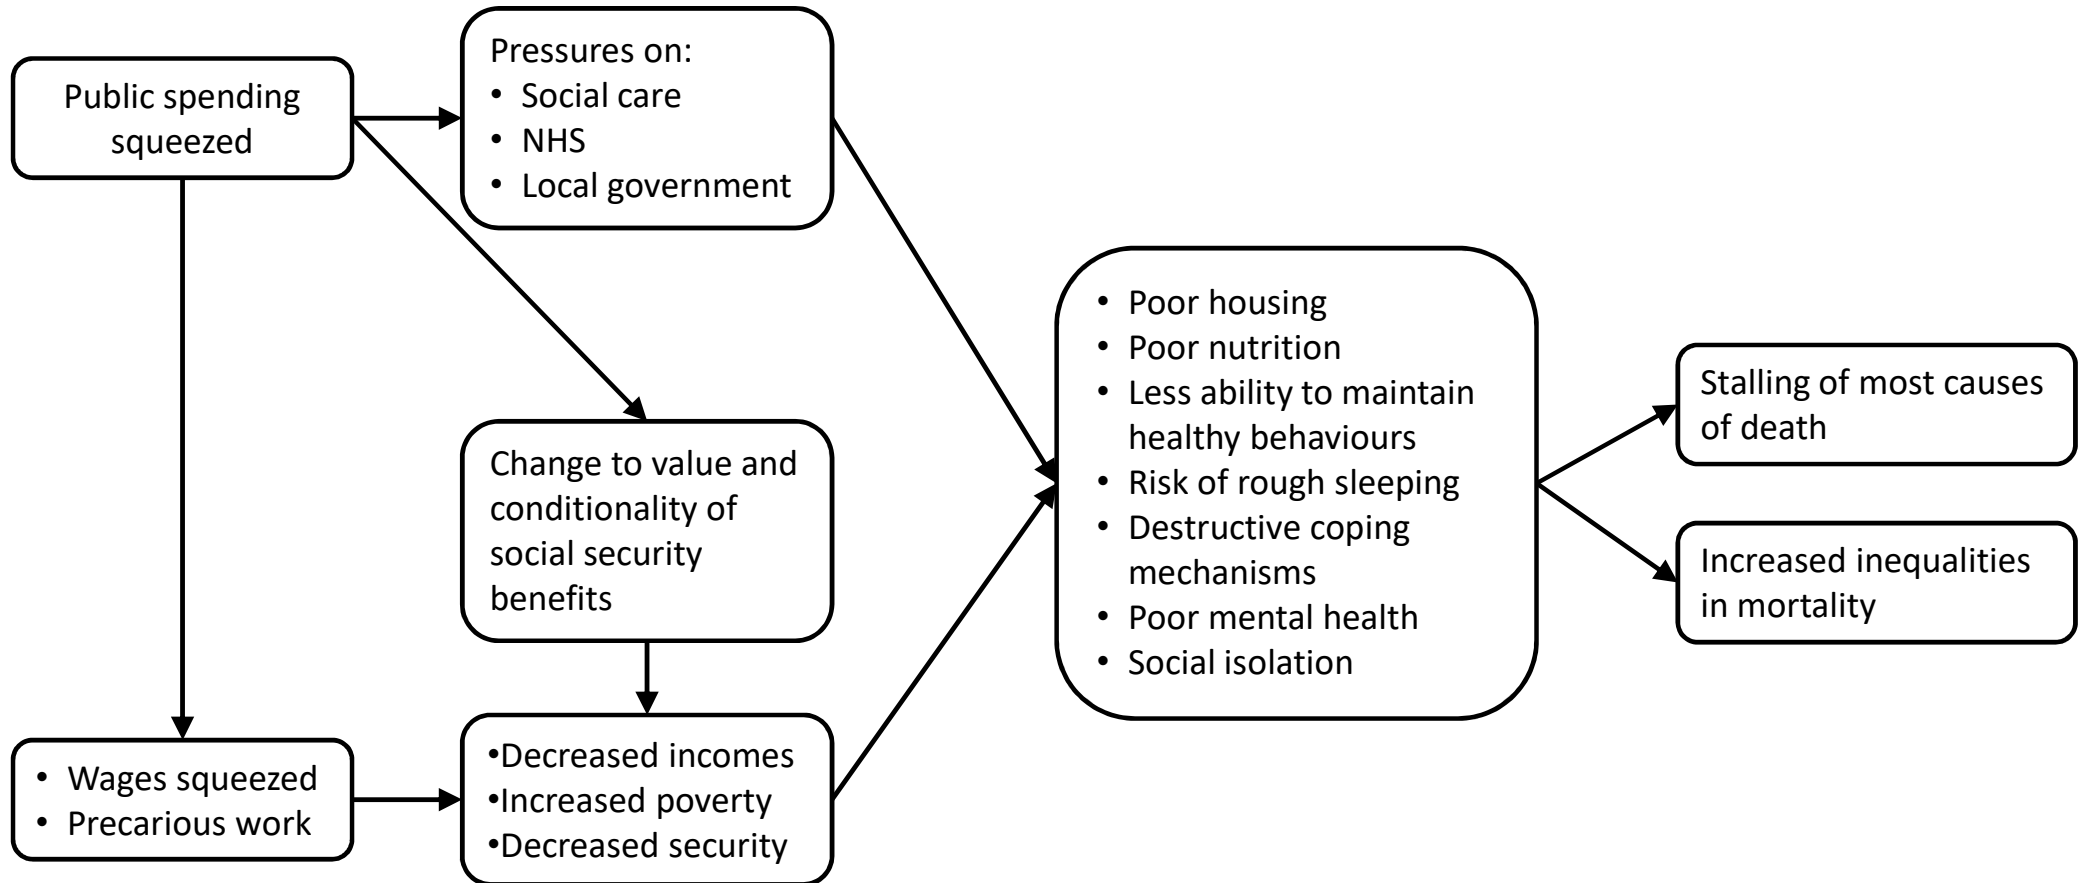 Public spending
squeezed
Pressures on:
• Social care
• NHS
• Local government
Change to value and
conditionality of
social security
benefits
• Wages squeezed
• Precarious work
•Decreased incomes
•Increased poverty
•Decreased security
• Poor housing
• Poor nutrition
• Less ability to maintain
healthy behaviours
• Risk of rough sleeping
• Destructive coping
mechanisms
• Poor mental health
• Social isolation
Stalling of most causes
of death
Increased inequalities
in mortality